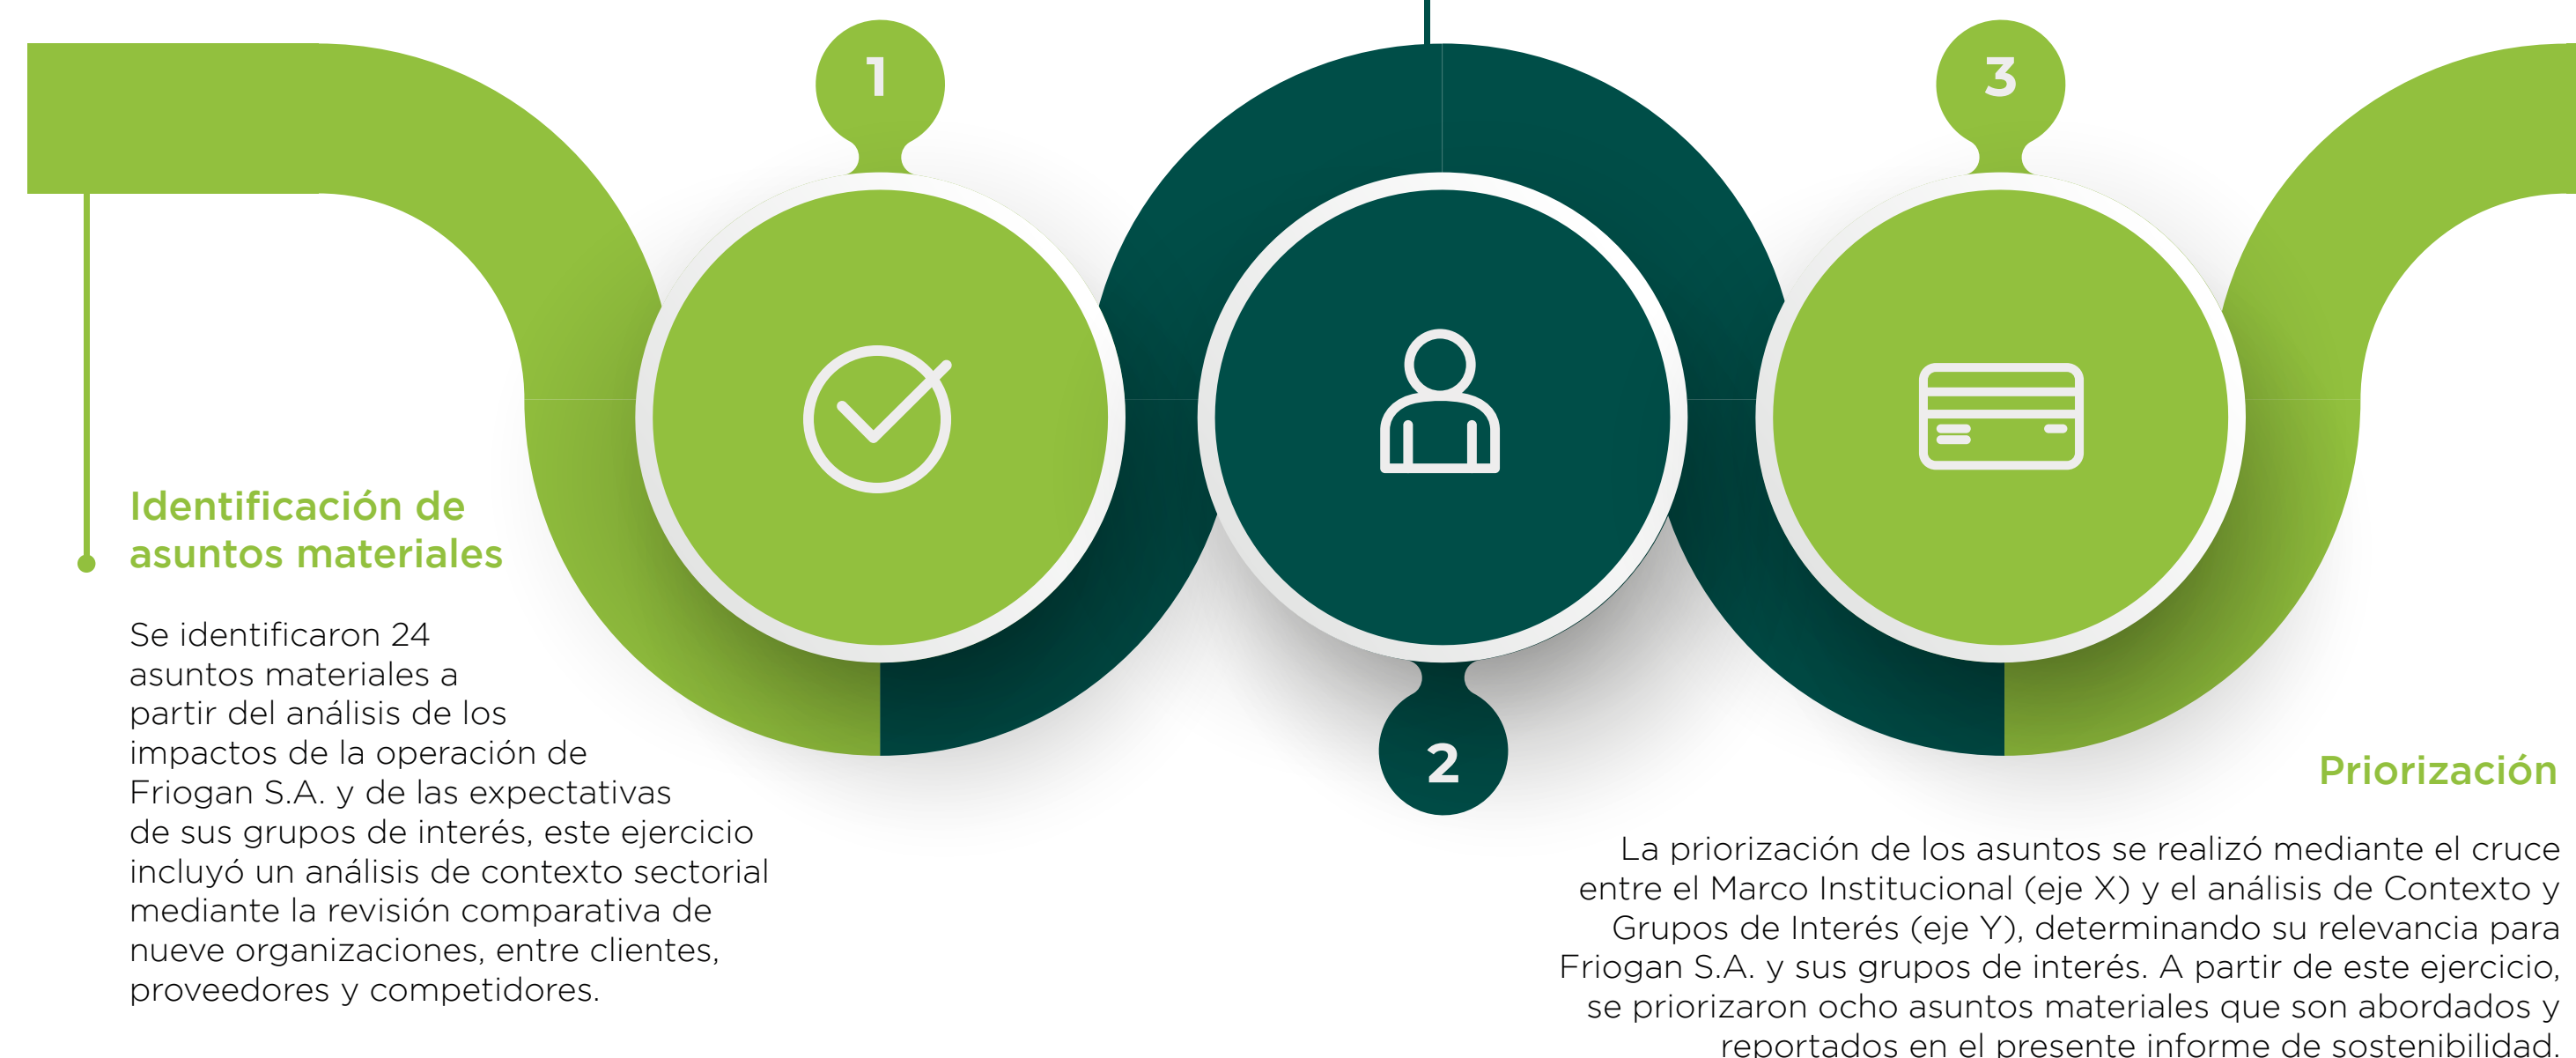 1
3
Identificación de
asuntos materiales
Se identificaron 24
asuntos materiales a
partir del análisis de los
impactos de la operación de
Friogan S.A. y de las expectativas
de sus grupos de interés, este ejercicio
incluyó un análisis de contexto sectorial
mediante la revisión comparativa de
nueve organizaciones, entre clientes,
proveedores y competidores.
2
Priorización
La priorización de los asuntos se realizó mediante el cruce
entre el Marco Institucional (eje X) y el análisis de Contexto y
Grupos de Interés (eje Y), determinando su relevancia para
Friogan S.A. y sus grupos de interés. A partir de este ejercicio,
se priorizaron ocho asuntos materiales que son abordados y
reportados en el presente informe de sostenibilidad.